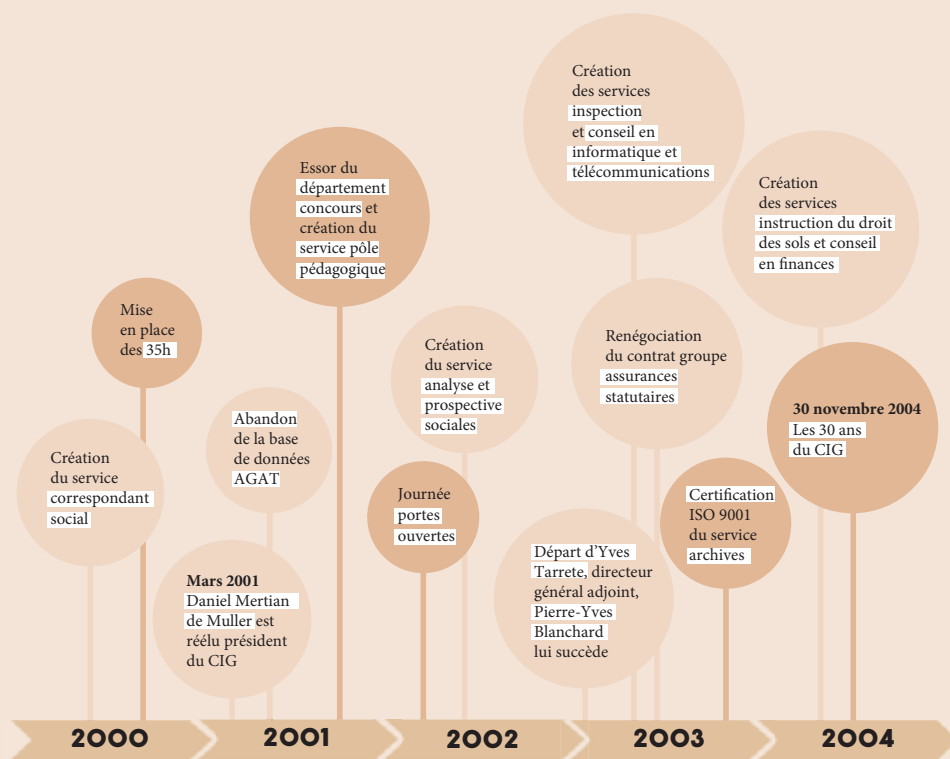 Création
du service
correspondant
social
Mise
en place
des 35h
Mars 2001
Daniel Mertian
de Muller est
réélu président
du CIG
Abandon
de la base
de données
AGAT
Essor du
département
concours et
création du
service pôle
pédagogique
Journée
portes
ouvertes
Création
du service
analyse et
prospective
sociales
Départ d’Yves
Tarrete, directeur
général adjoint,
Pierre-Yves
Blanchard
lui succède
Création
des services
inspection
et conseil en
informatique et
télécommunications
Renégociation
du contrat groupe
assurances
statutaires
Certification
ISO 9001
du service
archives
Création
des services
instruction du droit
des sols et conseil
en finances
30 novembre 2004
Les 30 ans
du CIG
2000
2001
2002
2003
2004